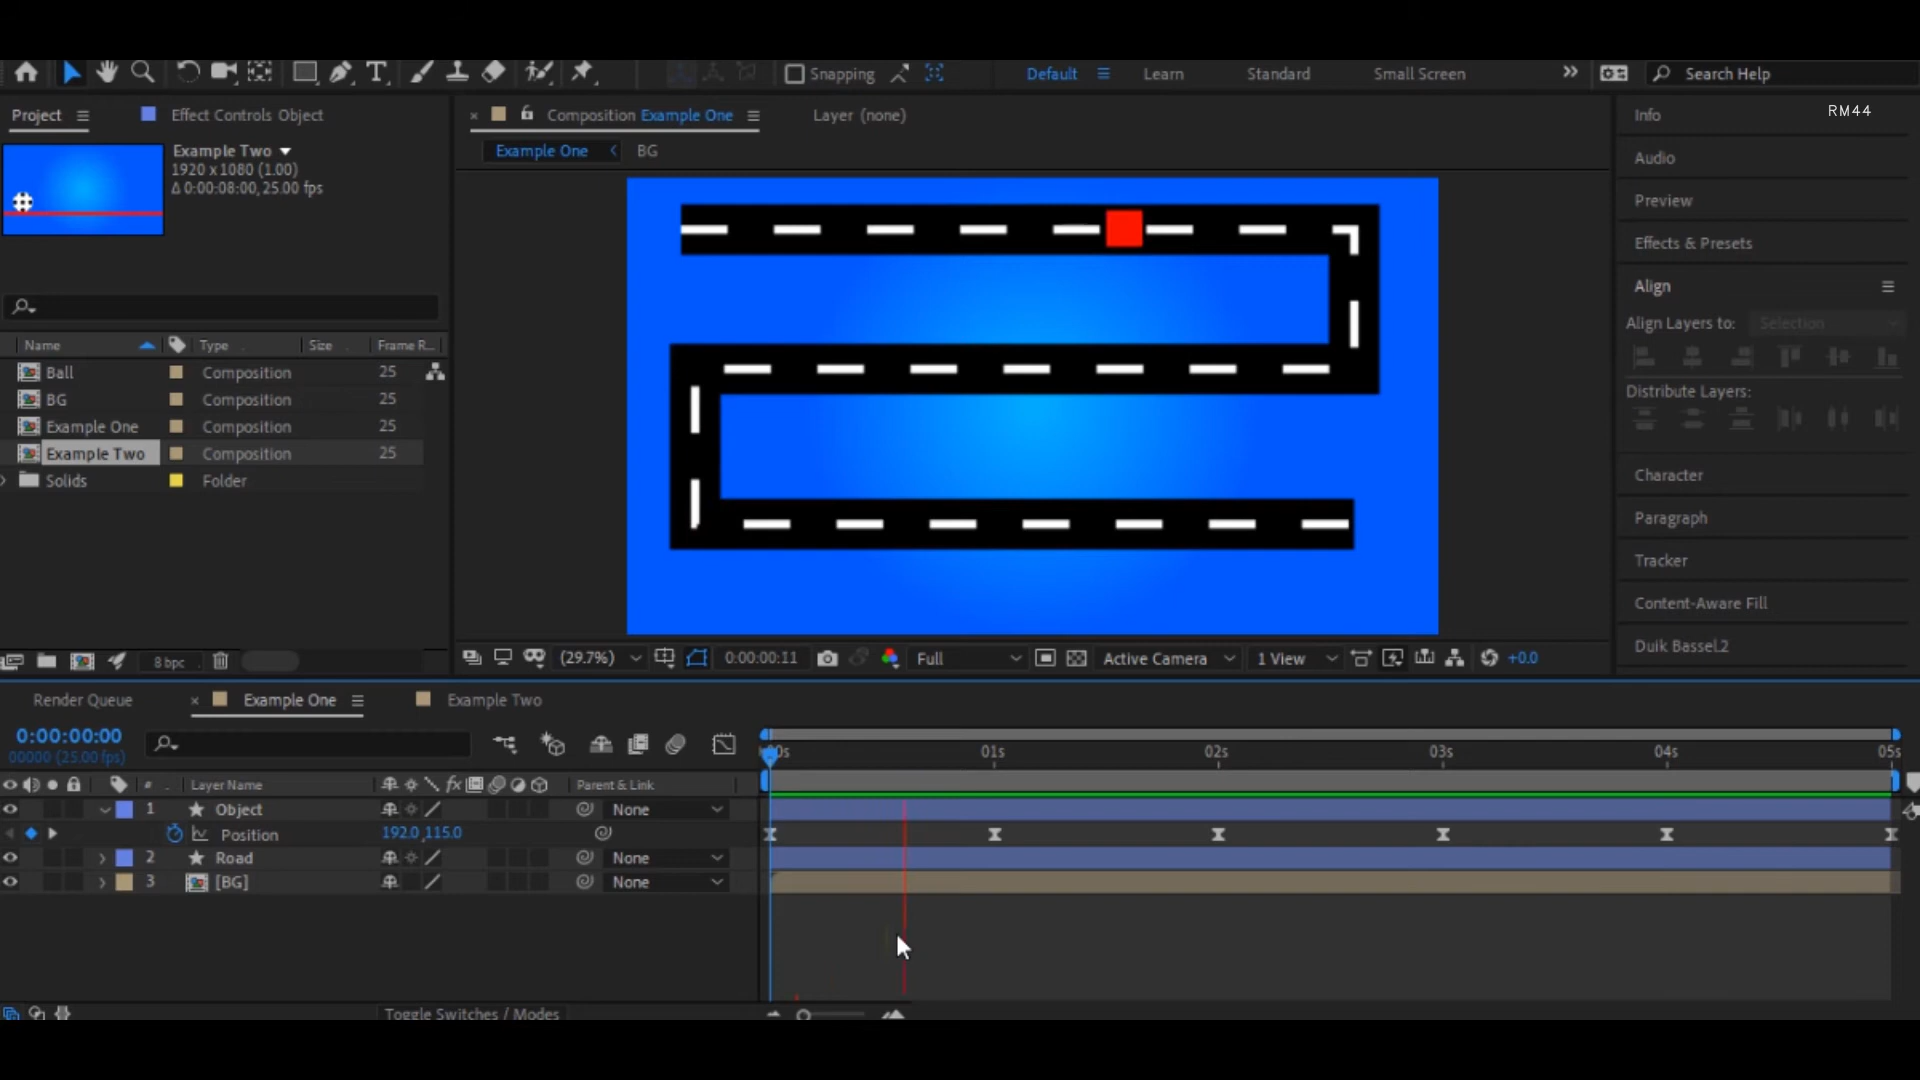 Snapping
Default
Learn
Standard
Small Screen
Search Help
Project
Effect Controls Object
Composition Example One
Layer (none)
Info
RM44
Example Two
1920 x 1080 (1.00)
Δ 0:00:08:00, 25.00 fps
Example One
BG
Audio
Preview
Effects & Presets
Align
Align Layers to:
Selection
Distribute Layers:
Character
Paragraph
Tracker
Content-Aware Fill
Duik Bassel.2
Name
Type
Size
Frame R...
Ball
Composition
25
BG
Composition
25
Example One
Composition
25
Example Two
Composition
25
Solids
Folder
8 bpc
(29.7%)
0:00:00:11
Full
Active Camera
1 View
+0.0
Render Queue
Example One
Example Two
0:00:00:00
00000 (25.00 fps)
01s
02s
03s
04s
05s
#
Layer Name
fx
Parent & Link
1
Object
None
Position
192.0,115.0
2
Road
None
3
[BG]
None
Toggle Switches / Modes